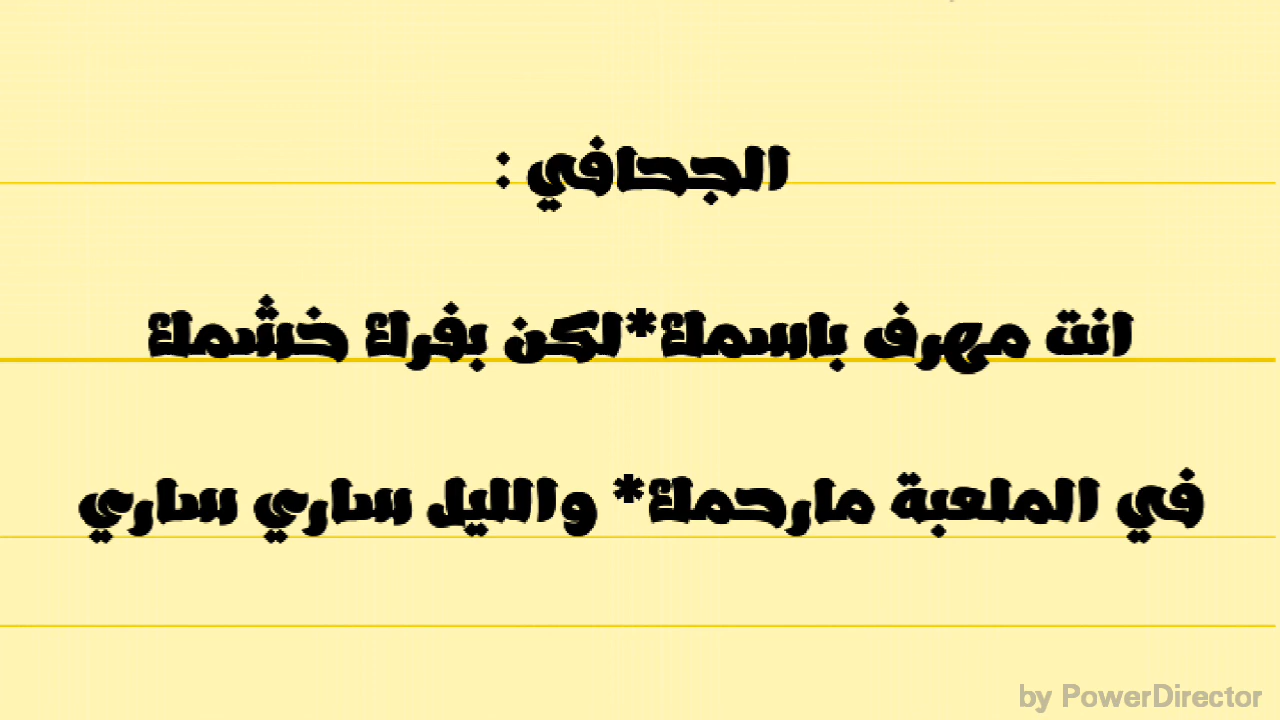 الجحافي :
انت مهرف باسمك*لكن بفرك خشمك
في الملعبة مارحمك* والليل ساري ساري
by PowerDirector